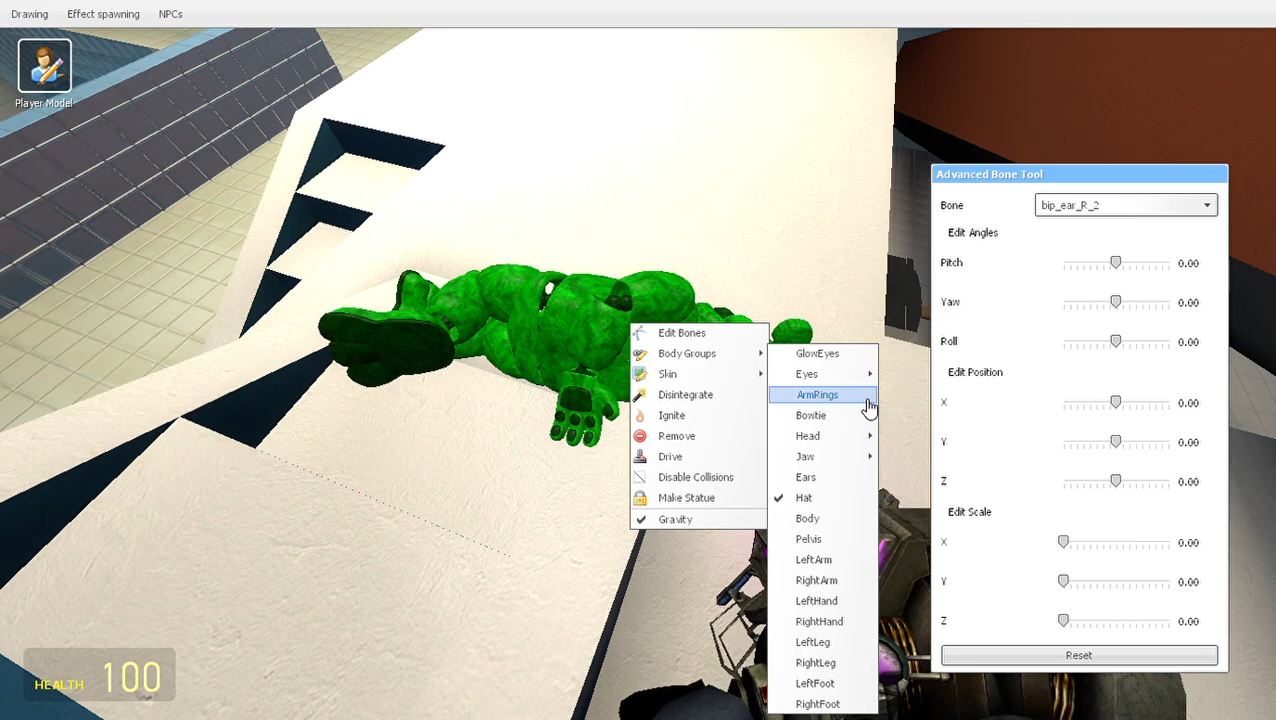 Drawing
Effect spawning
NPCs
Player Model
Edit Bones
Body Groups
Skin
Disintegrate
Ignite
Remove
Drive
Disable Collisions
Make Statue
Gravity
GlowEyes
Eyes
ArmRings
Bowtie
Head
Jaw
Ears
Hat
Body
Pelvis
LeftArm
RightArm
LeftHand
RightHand
LeftLeg
RightLeg
LeftFoot
RightFoot
Advanced Bone Tool
Bone bip_ear_R_2
Edit Angles
Pitch 0.00
Yaw 0.00
Roll 0.00
Edit Position
X 0.00
Y 0.00
Z 0.00
Edit Scale
X 0.00
Y 0.00
Z 0.00
Reset
HEALTH 100